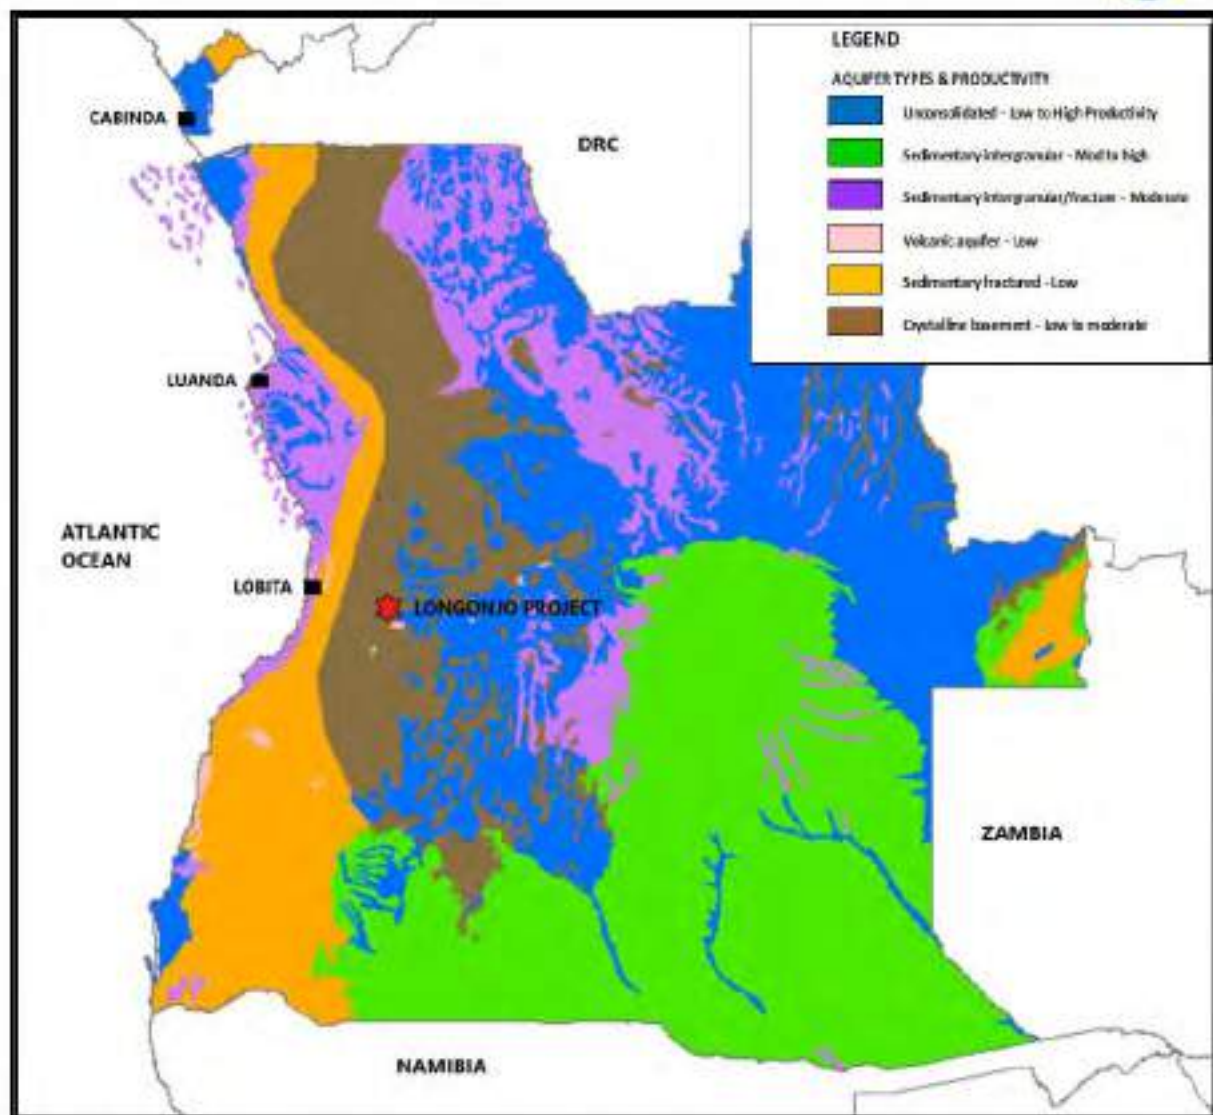 LEGEND
AQUIFER TYPES & PRODUCTIVITY
Unconsolidated - Low to High Productivity
Sedimentary intergranular - Mod to high
Sedimentary intergranular/fracture - Moderate
Volcanic aquifer - Low
Sedimentary fractured - Low
Crystalline basement - Low to moderate
CABINDA
DRC
LUANDA
ATLANTIC
OCEAN
LOBITA
LONGONJO PROJECT
ZAMBIA
NAMIBIA